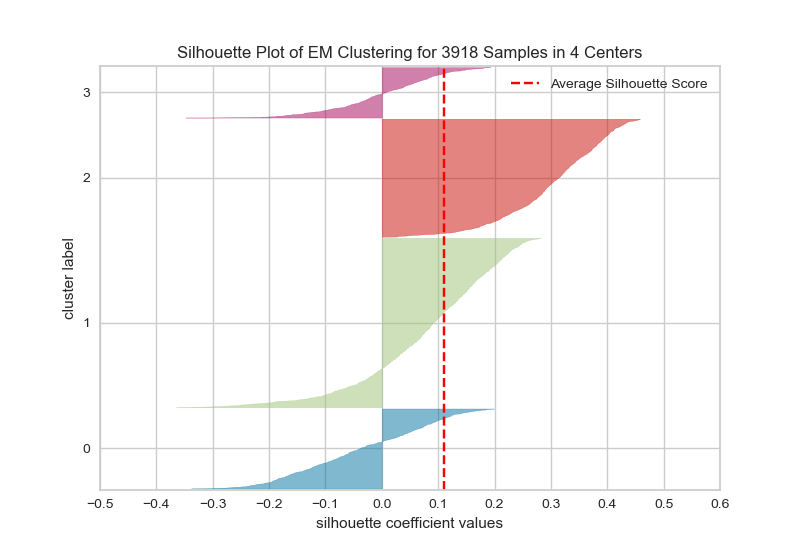 Silhouette Plot of EM Clustering for 3918 Samples in 4 Centers
Average Silhouette Score
3
2
1
0
cluster label
−0.5 −0.4 −0.3 −0.2 −0.1 0.0 0.1 0.2 0.3 0.4 0.5 0.6
silhouette coefficient values